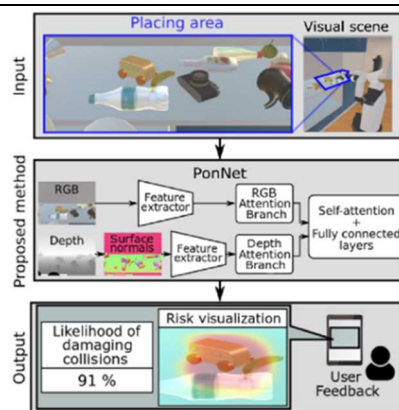 Placing area
Visual scene
Input
PonNet
Proposed method
RGB
Feature
extractor
RGB
Attention
Branch
Self-attention
+
Fully connected
layers
Depth
Surface
normals
Feature
extractor
Depth
Attention
Branch
Output
Likelihood of
damaging
collisions
91 %
Risk visualization
User
Feedback